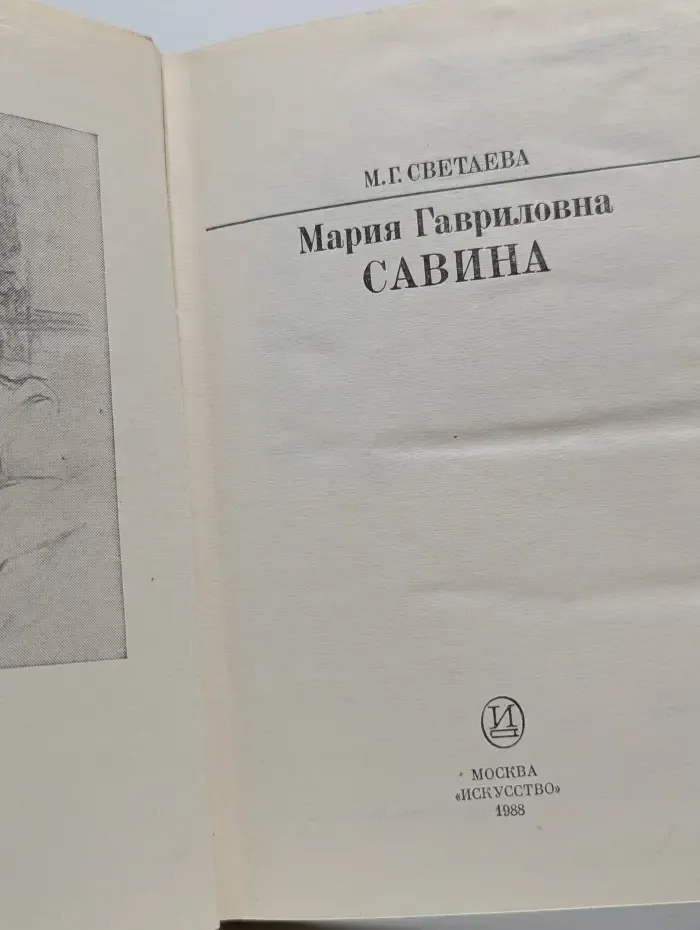 М.Г. СВЕТАЕВА
Мария Гавриловна
САВИНА
И
МОСКВА
«ИСКУССТВО»
1988